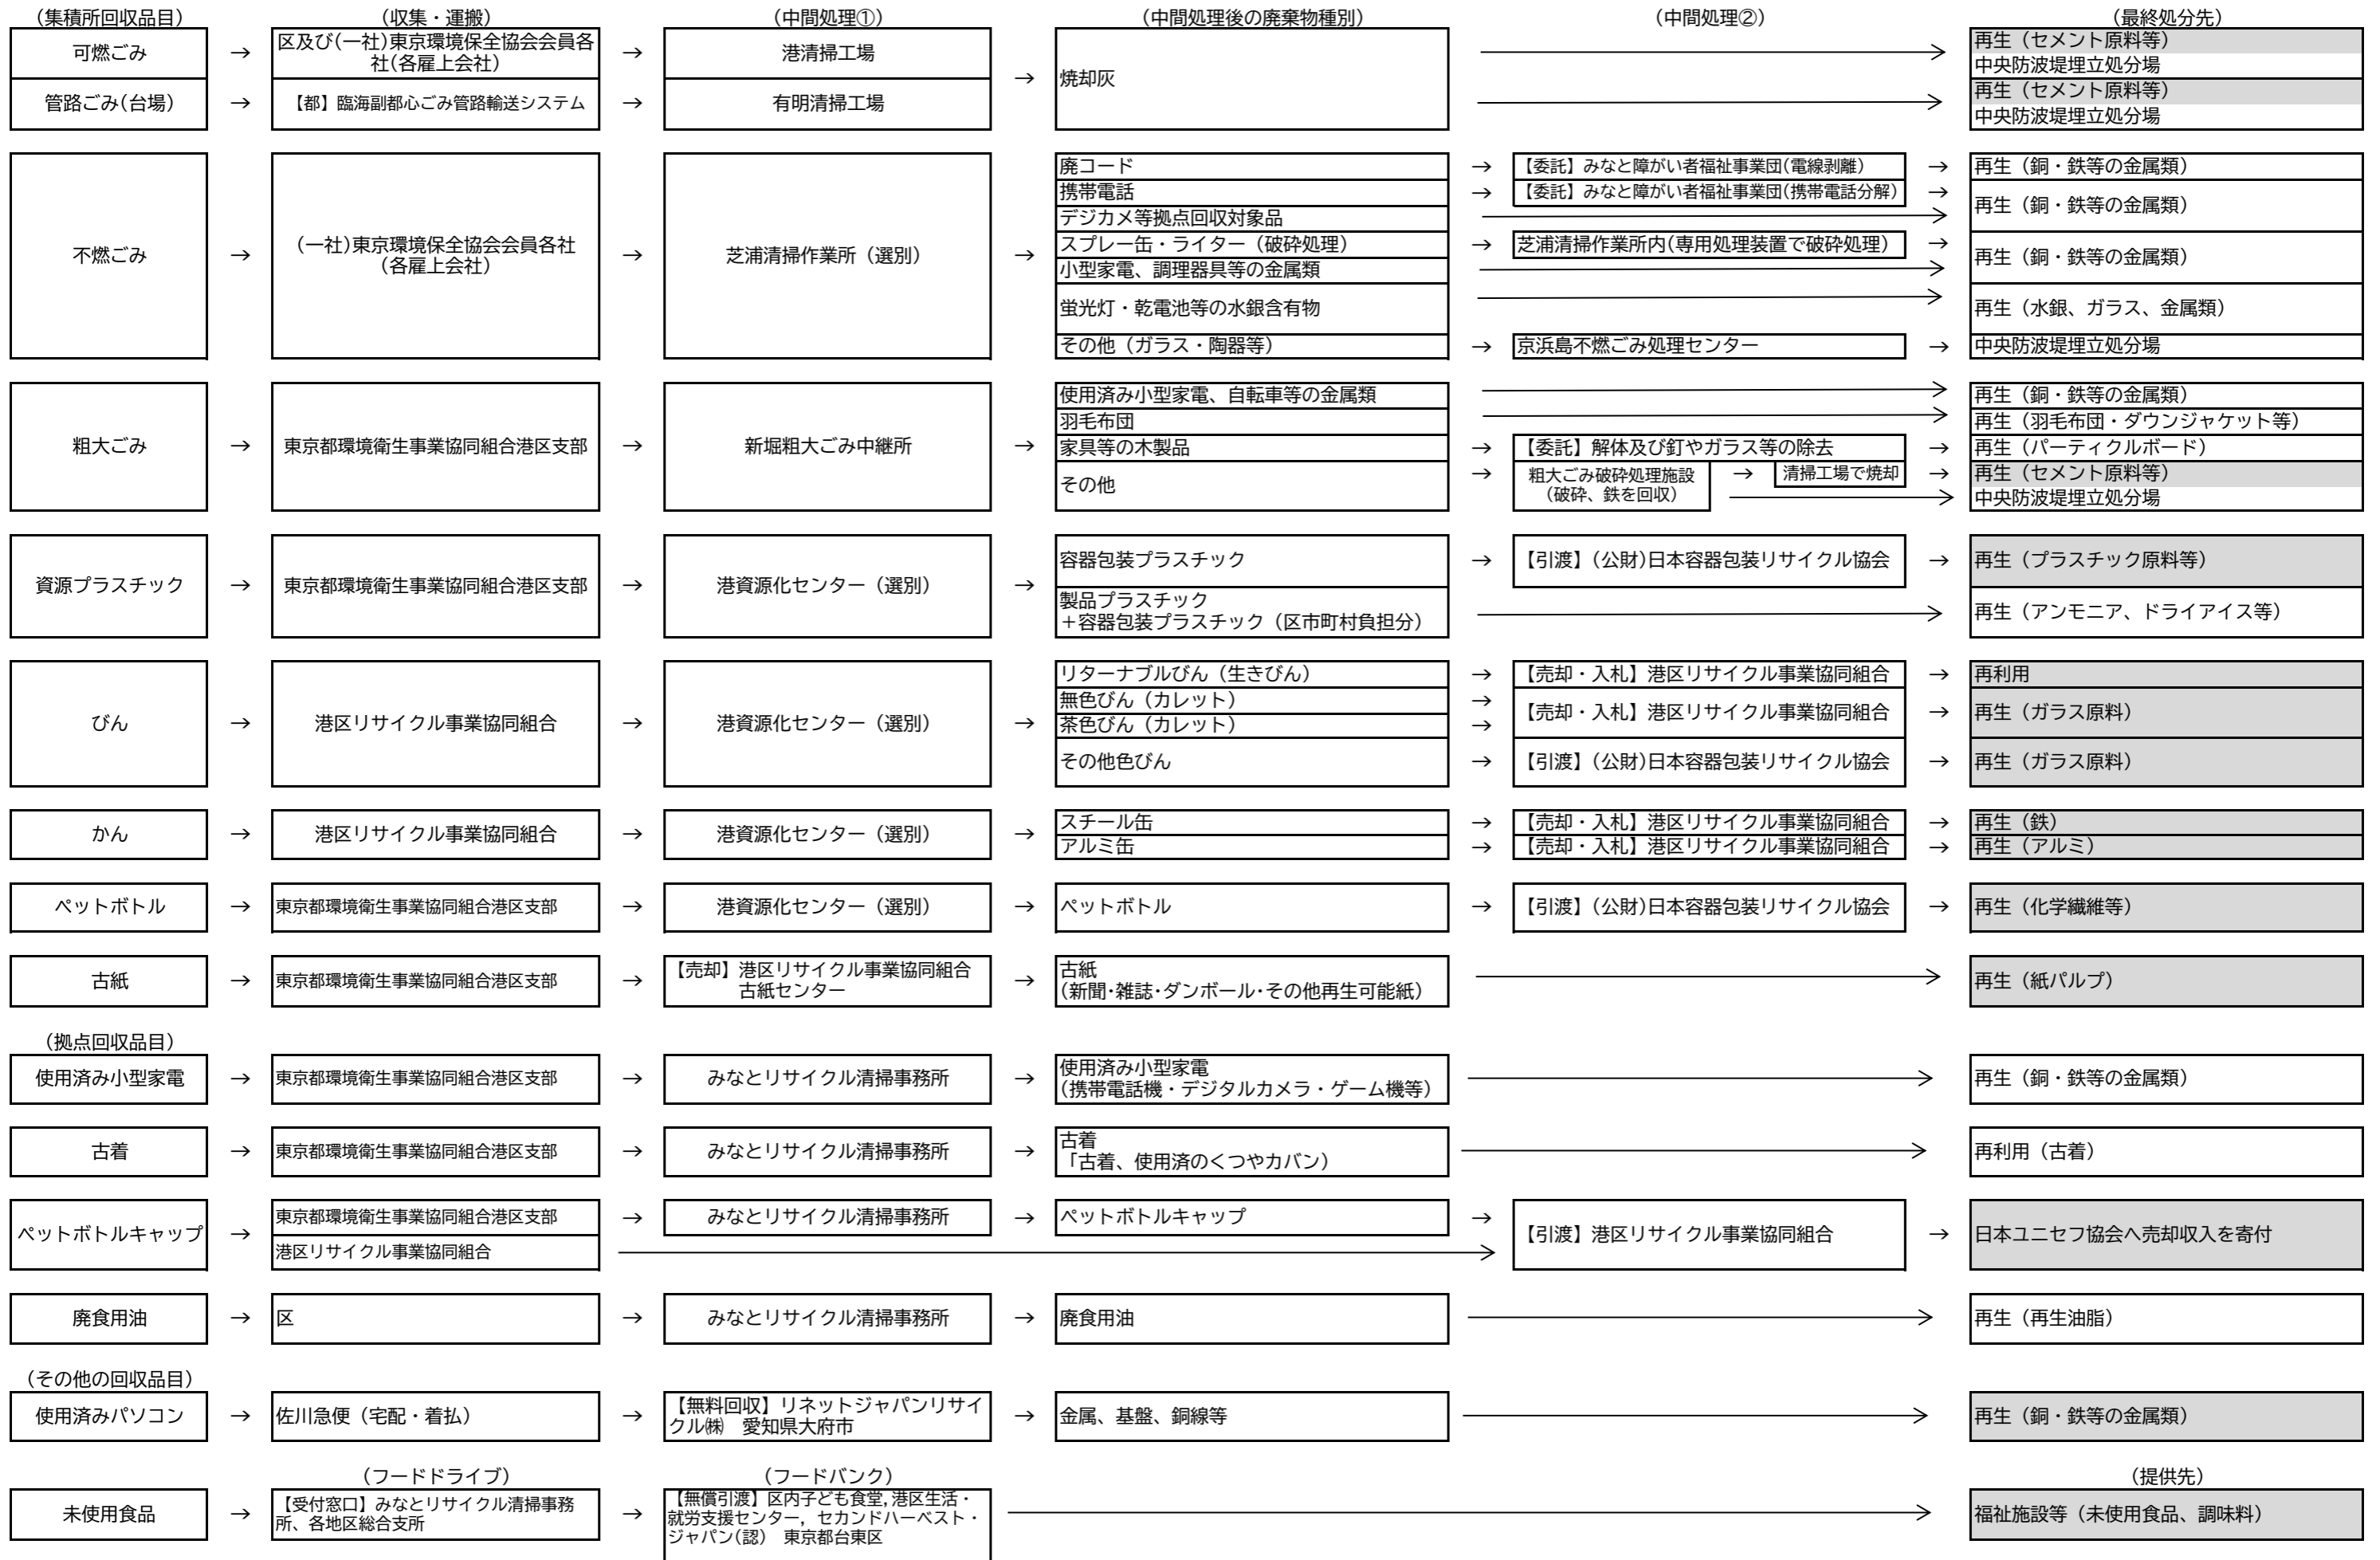 （集積所回収品目）
（収集・運搬）
（中間処理①）
（中間処理後の廃棄物種別）
（中間処理②）
（最終処分先）
可燃ごみ
→
区及び(一社)東京環境保全協会会員各
社(各雇上会社)
→
港清掃工場
→
焼却灰
再生（セメント原料等）
中央防波堤埋立処分場
管路ごみ(台場)
→
【都】臨海副都心ごみ管路輸送システム
→
有明清掃工場
再生（セメント原料等）
中央防波堤埋立処分場
不燃ごみ
→
(一社)東京環境保全協会会員各社
(各雇上会社)
→
芝浦清掃作業所（選別）
→
廃コード
→
【委託】みなと障がい者福祉事業団(電線剥離)
→
再生（銅・鉄等の金属類）
携帯電話
→
【委託】みなと障がい者福祉事業団(携帯電話分解)
→
再生（銅・鉄等の金属類）
デジカメ等拠点回収対象品
スプレー缶・ライター（破砕処理）
→
芝浦清掃作業所内(専用処理装置で破砕処理)
→
再生（銅・鉄等の金属類）
小型家電、調理器具等の金属類
蛍光灯・乾電池等の水銀含有物
再生（水銀、ガラス、金属類）
その他（ガラス・陶器等）
→
京浜島不燃ごみ処理センター
→
中央防波堤埋立処分場
粗大ごみ
→
東京都環境衛生事業協同組合港区支部
→
新堀粗大ごみ中継所
→
使用済み小型家電、自転車等の金属類
再生（銅・鉄等の金属類）
羽毛布団
再生（羽毛布団・ダウンジャケット等）
家具等の木製品
→
【委託】解体及び釘やガラス等の除去
→
再生（パーティクルボード）
その他
→
粗大ごみ破砕処理施設
（破砕、鉄を回収）
→
清掃工場で焼却
→
再生（セメント原料等）
中央防波堤埋立処分場
資源プラスチック
→
東京都環境衛生事業協同組合港区支部
→
港資源化センター（選別）
→
容器包装プラスチック
→
【引渡】(公財)日本容器包装リサイクル協会
→
再生（プラスチック原料等）
製品プラスチック
＋容器包装プラスチック（区市町村負担分）
再生（アンモニア、ドライアイス等）
びん
→
港区リサイクル事業協同組合
→
港資源化センター（選別）
→
リターナブルびん（生きびん）
→
【売却・入札】港区リサイクル事業協同組合
→
再利用
無色びん（カレット）
→
茶色びん（カレット）
→
【売却・入札】港区リサイクル事業協同組合
→
再生（ガラス原料）
その他色びん
→
【引渡】(公財)日本容器包装リサイクル協会
→
再生（ガラス原料）
かん
→
港区リサイクル事業協同組合
→
港資源化センター（選別）
→
スチール缶
→
【売却・入札】港区リサイクル事業協同組合
→
再生（鉄）
アルミ缶
→
【売却・入札】港区リサイクル事業協同組合
→
再生（アルミ）
ペットボトル
→
東京都環境衛生事業協同組合港区支部
→
港資源化センター（選別）
→
ペットボトル
→
【引渡】(公財)日本容器包装リサイクル協会
→
再生（化学繊維等）
古紙
→
東京都環境衛生事業協同組合港区支部
→
【売却】港区リサイクル事業協同組合
古紙センター
→
古紙
（新聞･雑誌･ダンボール･その他再生可能紙）
再生（紙パルプ）
（拠点回収品目）
使用済み小型家電
→
東京都環境衛生事業協同組合港区支部
→
みなとリサイクル清掃事務所
→
使用済み小型家電
（携帯電話機・デジタルカメラ・ゲーム機等）
再生（銅・鉄等の金属類）
古着
→
東京都環境衛生事業協同組合港区支部
→
みなとリサイクル清掃事務所
→
古着
「古着、使用済のくつやカバン）
再利用（古着）
ペットボトルキャップ
→
東京都環境衛生事業協同組合港区支部
→
みなとリサイクル清掃事務所
→
ペットボトルキャップ
→
港区リサイクル事業協同組合
【引渡】港区リサイクル事業協同組合
→
日本ユニセフ協会へ売却収入を寄付
廃食用油
→
区
→
みなとリサイクル清掃事務所
→
廃食用油
再生（再生油脂）
（その他の回収品目）
使用済みパソコン
→
佐川急便（宅配・着払）
→
【無料回収】リネットジャパンリサイ
クル㈱　愛知県大府市
→
金属、基盤、銅線等
再生（銅・鉄等の金属類）
（フードドライブ）
（フードバンク）
（提供先）
未使用食品
→
【受付窓口】みなとリサイクル清掃事務
所、各地区総合支所
→
【無償引渡】区内子ども食堂,港区生活・
就労支援センター，セカンドハーベスト・
ジャパン(認)　東京都台東区
福祉施設等（未使用食品、調味料）